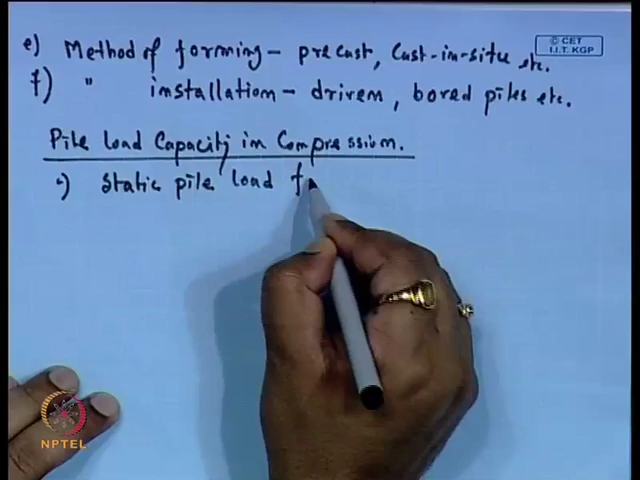 © CET
I.I.T. KGP
e) Method of forming - precast, Cast-in-situ etc.
f) " installation - driven, bored piles etc.
Pile Load Capacity in Compression.
Static pile load f
NPTEL